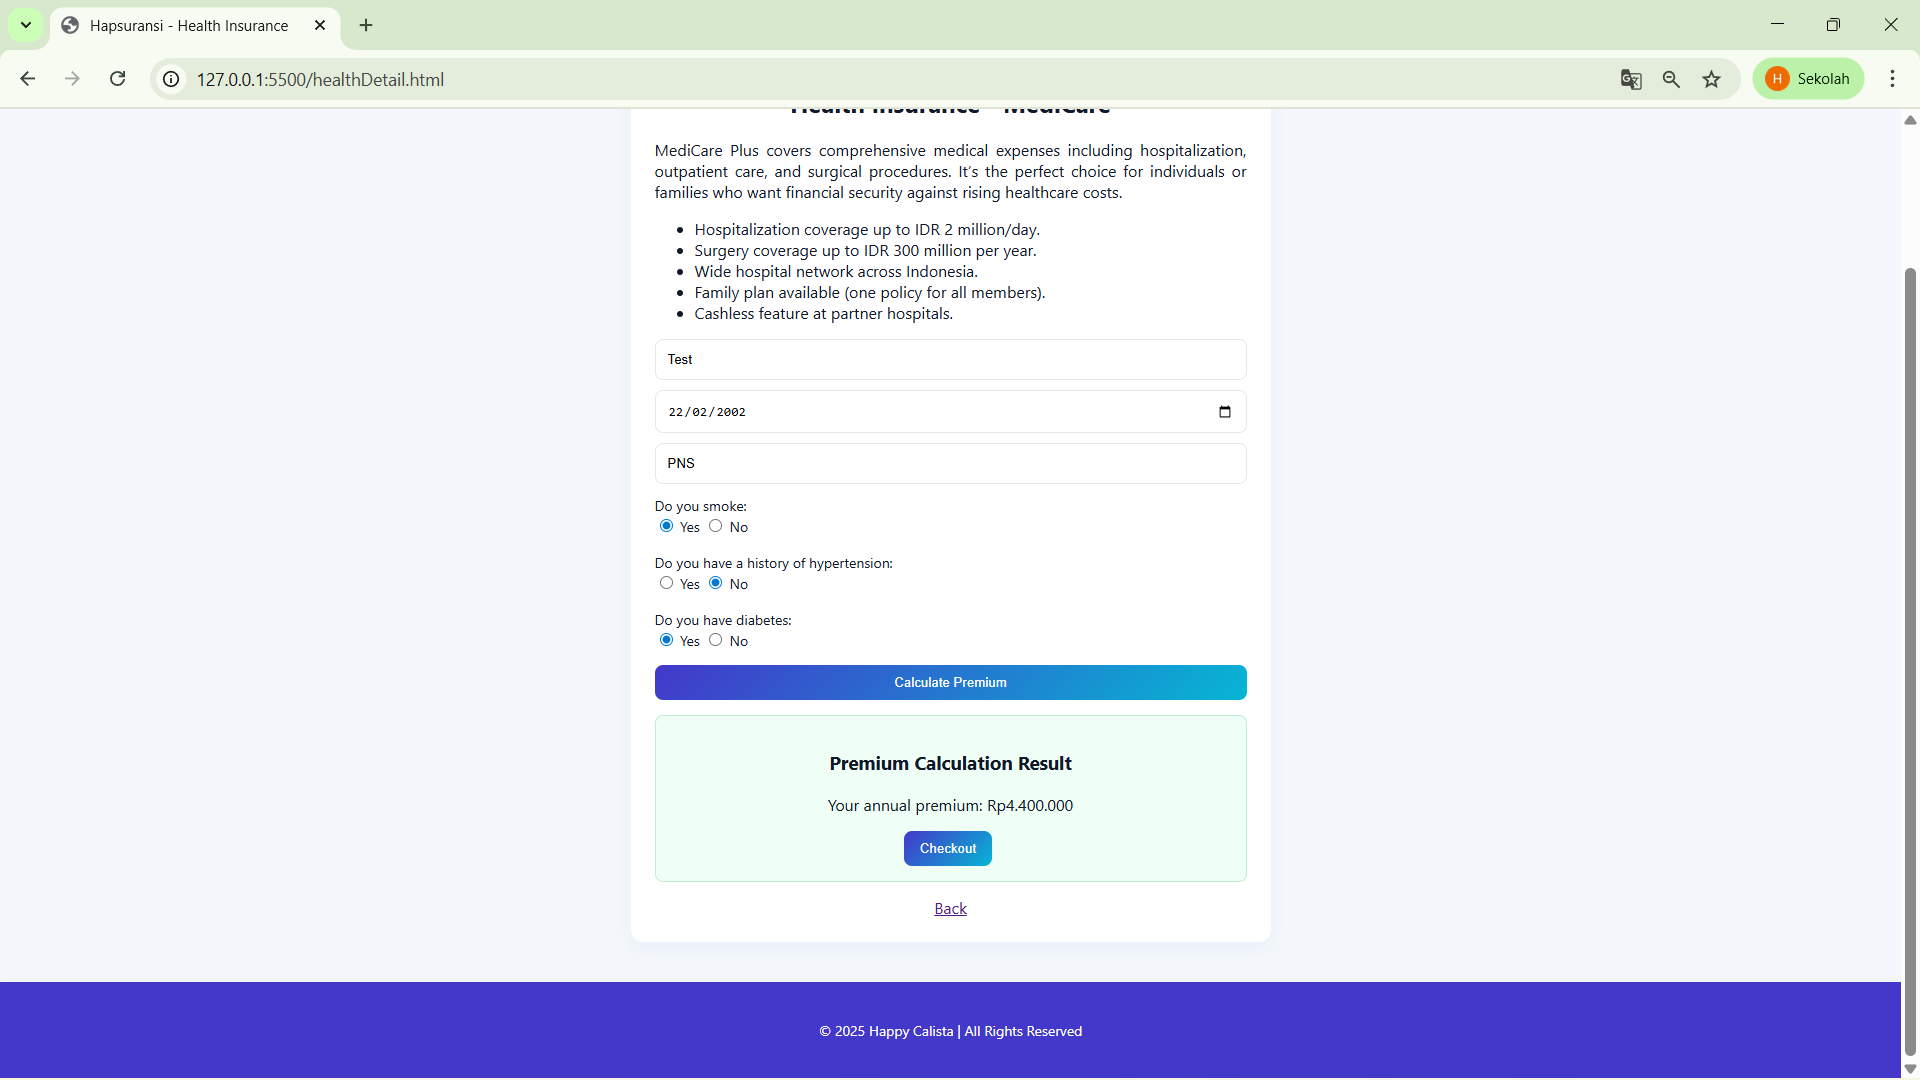 Hapsuransi - Health Insurance
127.0.0.1:5500/healthDetail.html
H Sekolah
Health Insurance - MediCare
MediCare Plus covers comprehensive medical expenses including hospitalization,
outpatient care, and surgical procedures. It’s the perfect choice for individuals or
families who want financial security against rising healthcare costs.
Hospitalization coverage up to IDR 2 million/day.
Surgery coverage up to IDR 300 million per year.
Wide hospital network across Indonesia.
Family plan available (one policy for all members).
Cashless feature at partner hospitals.
Test
22/02/2002
PNS
Do you smoke:
Yes No
Do you have a history of hypertension:
Yes No
Do you have diabetes:
Yes No
Calculate Premium
Premium Calculation Result
Your annual premium: Rp4.400.000
Checkout
Back
© 2025 Happy Calista | All Rights Reserved